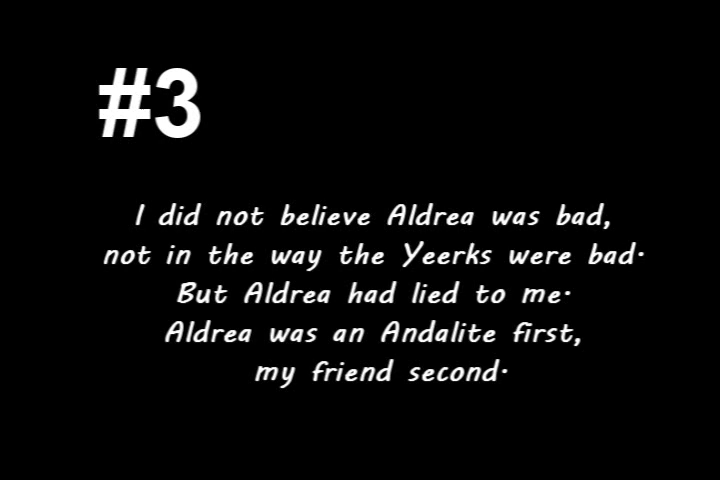 #3
I did not believe Aldrea was bad,
not in the way the Yeerks were bad.
But Aldrea had lied to me.
Aldrea was an Andalite first,
my friend second.